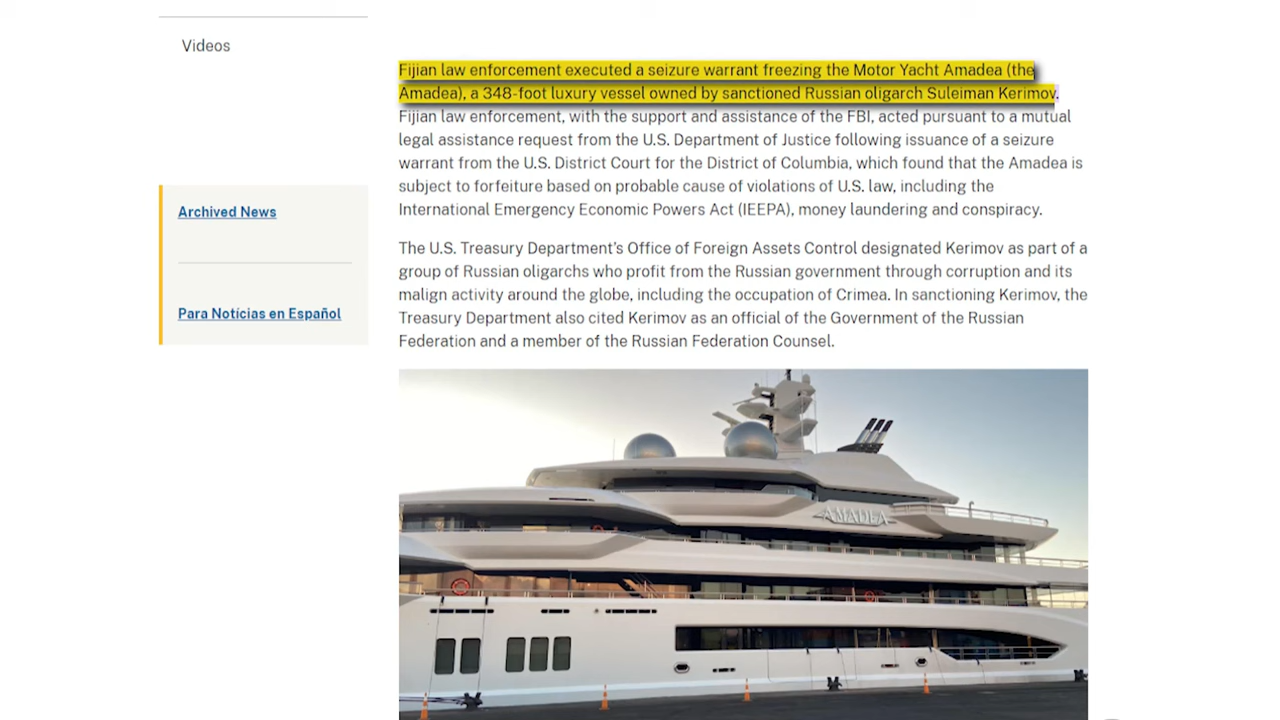 Videos
Fijian law enforcement executed a seizure warrant freezing the Motor Yacht Amadea (the
Amadea), a 348-foot luxury vessel owned by sanctioned Russian oligarch Suleiman Kerimov.
Fijian law enforcement, with the support and assistance of the FBI, acted pursuant to a mutual
legal assistance request from the U.S. Department of Justice following issuance of a seizure
warrant from the U.S. District Court for the District of Columbia, which found that the Amadea is
subject to forfeiture based on probable cause of violations of U.S. law, including the
International Emergency Economic Powers Act (IEEPA), money laundering and conspiracy.
Archived News
Para Notícias en Español
The U.S. Treasury Department's Office of Foreign Assets Control designated Kerimov as part of a
group of Russian oligarchs who profit from the Russian government through corruption and its
malign activity around the globe, including the occupation of Crimea. In sanctioning Kerimov, the
Treasury Department also cited Kerimov as an official of the Government of the Russian
Federation and a member of the Russian Federation Counsel.
AMADEA